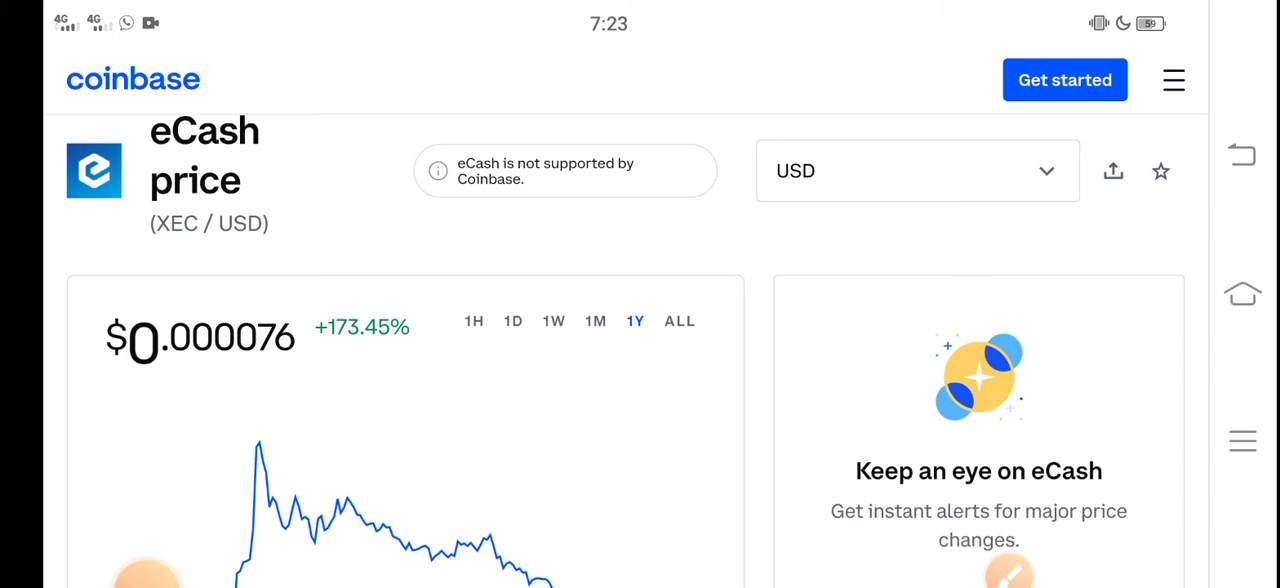 4G 4G 7:23 59
coinbase Get started
eCash
price
(XEC / USD)
eCash is not supported by
Coinbase.
USD
$0.000076 +173.45% 1H 1D 1W 1M 1Y ALL
Keep an eye on eCash
Get instant alerts for major price
changes.